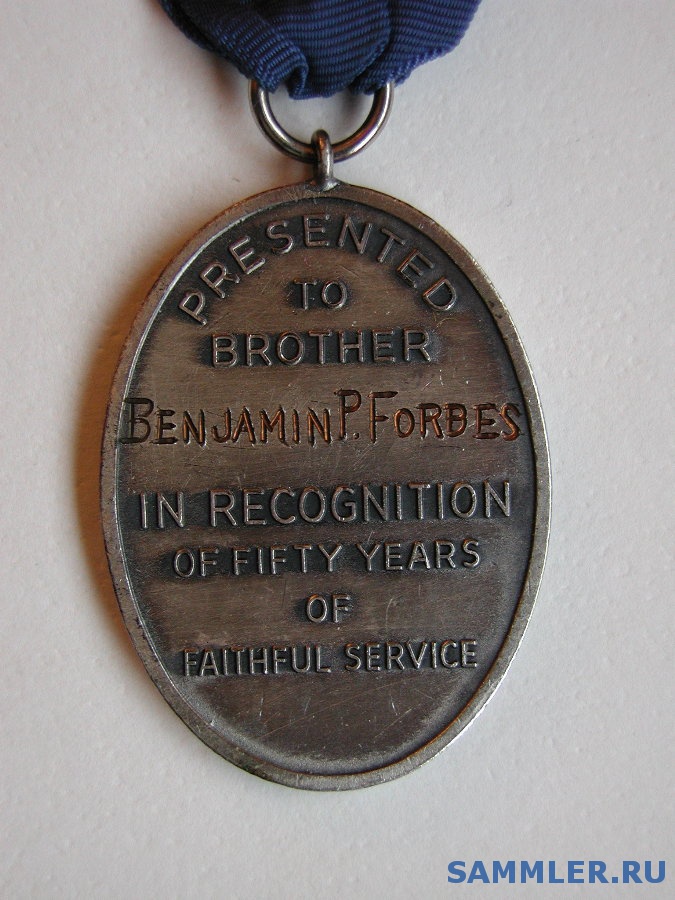 PRESENTED
TO
BROTHER
BENJAMIN P. FORBES
IN RECOGNITION
OF FIFTY YEARS
OF
FAITHFUL SERVICE
SAMMLER.RU